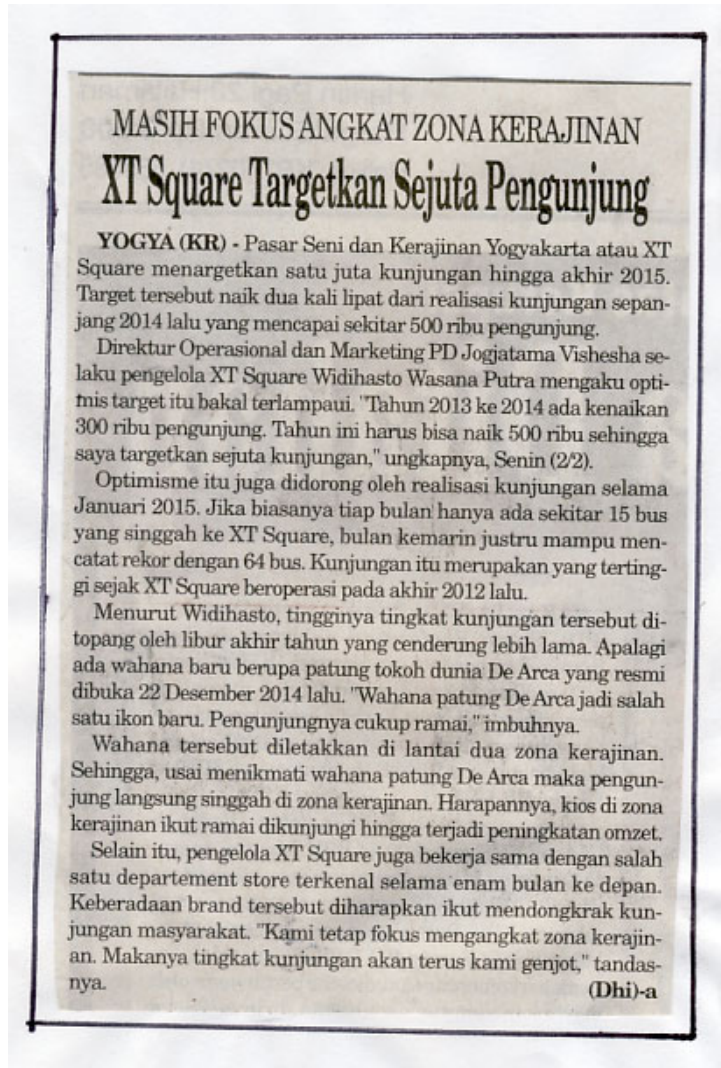 MASIH FOKUS ANGKAT ZONA KERAJINAN
XT Square Targetkan Sejuta Pengunjung
YOGYA (KR) - Pasar Seni dan Kerajinan Yogyakarta atau XT
Square menargetkan satu juta kunjungan hingga akhir 2015.
Target tersebut naik dua kali lipat dari realisasi kunjungan sepan-
jang 2014 lalu yang mencapai sekitar 500 ribu pengunjung.
Direktur Operasional dan Marketing PD Jogjatama Vishesha se-
laku pengelola XT Square Widihasto Wasana Putra mengaku opti-
mis target itu bakal terlampaui. "Tahun 2013 ke 2014 ada kenaikan
300 ribu pengunjung. Tahun ini harus bisa naik 500 ribu sehingga
saya targetkan sejuta kunjungan," ungkapnya, Senin (2/2).
Optimisme itu juga didorong oleh realisasi kunjungan selama
Januari 2015. Jika biasanya tiap bulan hanya ada sekitar 15 bus
yang singgah ke XT Square, bulan kemarin justru mampu men-
catat rekor dengan 64 bus. Kunjungan itu merupakan yang terting-
gi sejak XT Square beroperasi pada akhir 2012 lalu.
Menurut Widihasto, tingginya tingkat kunjungan tersebut di-
topang oleh libur akhir tahun yang cenderung lebih lama. Apalagi
ada wahana baru berupa patung tokoh dunia De Arca yang resmi
dibuka 22 Desember 2014 lalu. "Wahana patung De Arca jadi salah
satu ikon baru. Pengunjungnya cukup ramai," imbuhnya.
Wahana tersebut diletakkan di lantai dua zona kerajinan.
Sehingga, usai menikmati wahana patung De Arca maka pengun-
jung langsung singgah di zona kerajinan. Harapannya, kios di zona
kerajinan ikut ramai dikunjungi hingga terjadi peningkatan omzet.
Selain itu, pengelola XT Square juga bekerja sama dengan salah
satu departement store terkenal selama enam bulan ke depan.
Keberadaan brand tersebut diharapkan ikut mendongkrak kun-
jungan masyarakat. "Kami tetap fokus mengangkat zona kerajin-
an. Makanya tingkat kunjungan akan terus kami genjot," tandas-
nya. (Dhi)-a